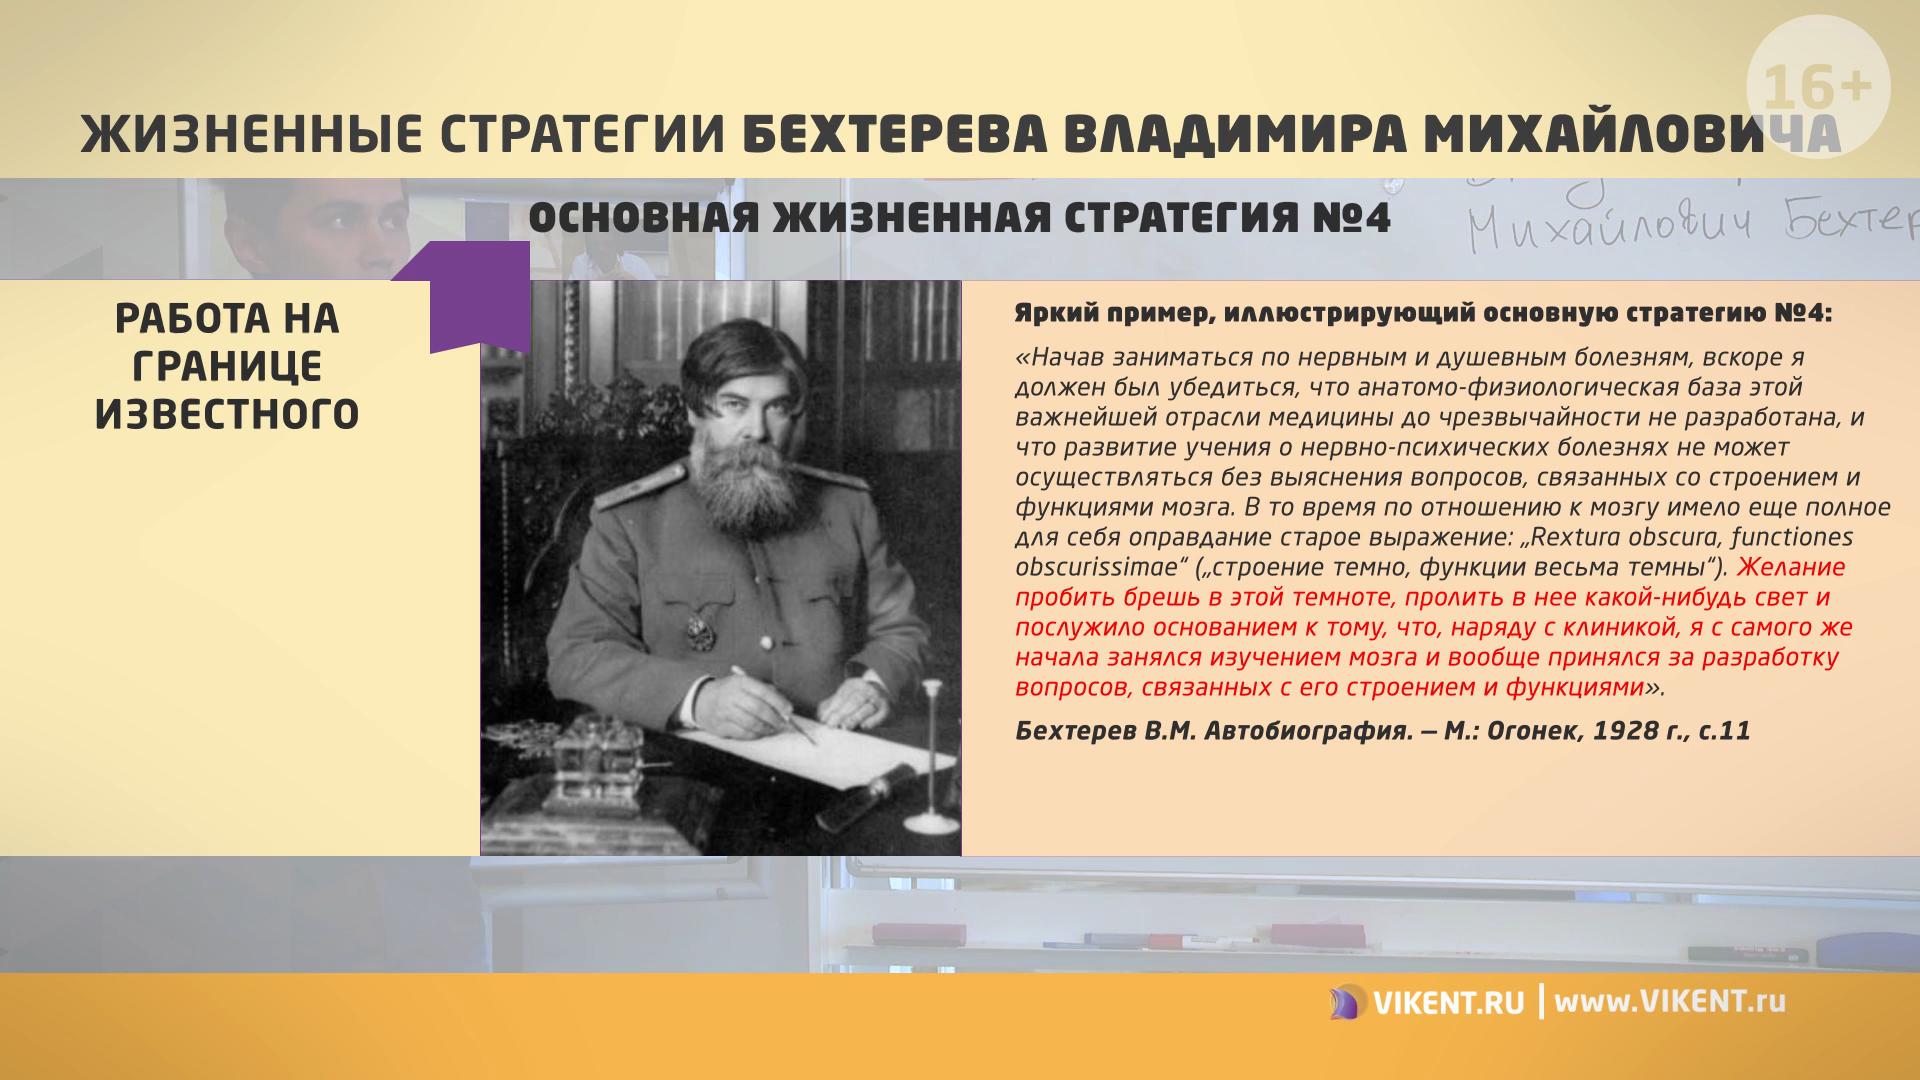 16+
ЖИЗНЕННЫЕ СТРАТЕГИИ БЕХТЕРЕВА ВЛАДИМИРА МИХАЙЛОВИЧА
ОСНОВНАЯ ЖИЗНЕННАЯ СТРАТЕГИЯ №4
Михайлович Бехтер
РАБОТА НА
ГРАНИЦЕ
ИЗВЕСТНОГО
Яркий пример, иллюстрирующий основную стратегию №4:
«Начав заниматься по нервным и душевным болезням, вскоре я
должен был убедиться, что анатомо-физиологическая база этой
важнейшей отрасли медицины до чрезвычайности не разработана, и
что развитие учения о нервно-психических болезнях не может
осуществляться без выяснения вопросов, связанных со строением и
функциями мозга. В то время по отношению к мозгу имело еще полное
для себя оправдание старое выражение: „Rextura obscura, functiones
obscurissimae“ („строение темно, функции весьма темны“). Желание
пробить брешь в этой темноте, пролить в нее какой-нибудь свет и
послужило основанием к тому, что, наряду с клиникой, я с самого же
начала занялся изучением мозга и вообще принялся за разработку
вопросов, связанных с его строением и функциями».
Бехтерев В.М. Автобиография. – М.: Огонек, 1928 г., с.11
VIKENT.RU | www.VIKENT.ru